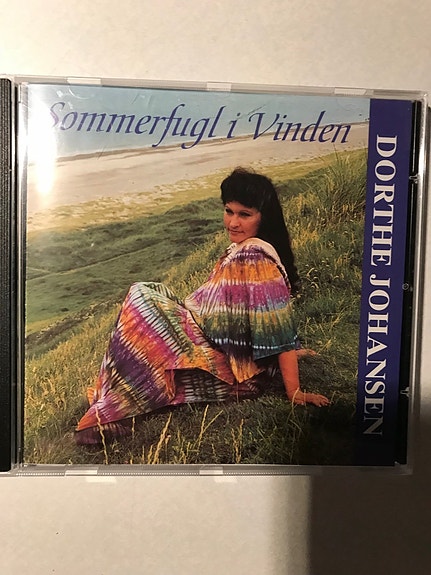 Sommerfugl i Vinden
DORTHE JOHANSEN